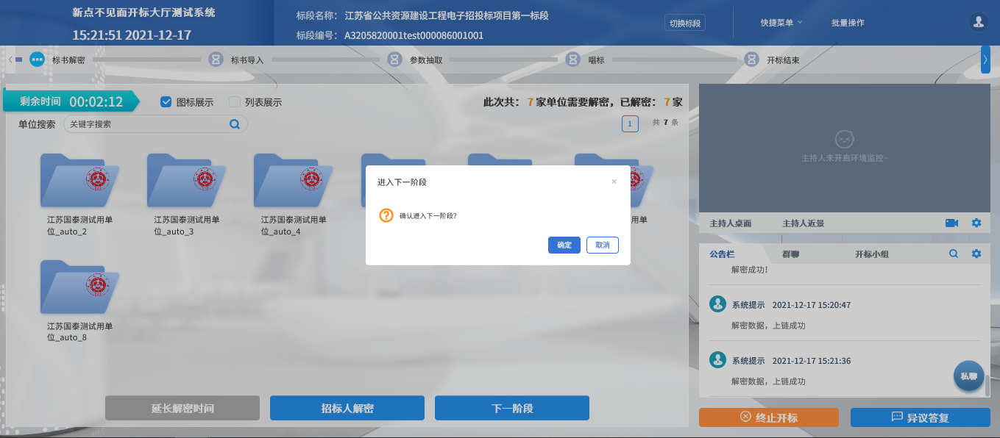 新点不见面开标大厅测试系统
15:21:51 2021-12-17
标段名称： 江苏省公共资源建设工程电子招投标项目第一标段
标段编号： A3205820001test000086001001
切换标段
快捷菜单
批量操作
标书解密
标书导入
参数抽取
唱标
开标结束
剩余时间 00:02:12
图标展示
列表展示
此次共： 7 家单位需要解密，已解密： 7 家
单位搜索
关键字搜索
1
共 7 条
江苏国泰测试用单
位_auto_2
江苏国泰测试用单
位_auto_3
江苏国泰测试用单
位_auto_4
用单
江苏国泰测试用单
位_auto_8
进入下一阶段
×
确认进入下一阶段?
确定
取消
延长解密时间
招标人解密
下一阶段
主持人未开启环境监控~
主持人桌面
主持人近景
公告栏
群聊
开标小组
解密成功!
系统提示 2021-12-17 15:20:47
解密数据，上链成功
系统提示 2021-12-17 15:21:36
解密数据，上链成功
私聊
终止开标
异议答复